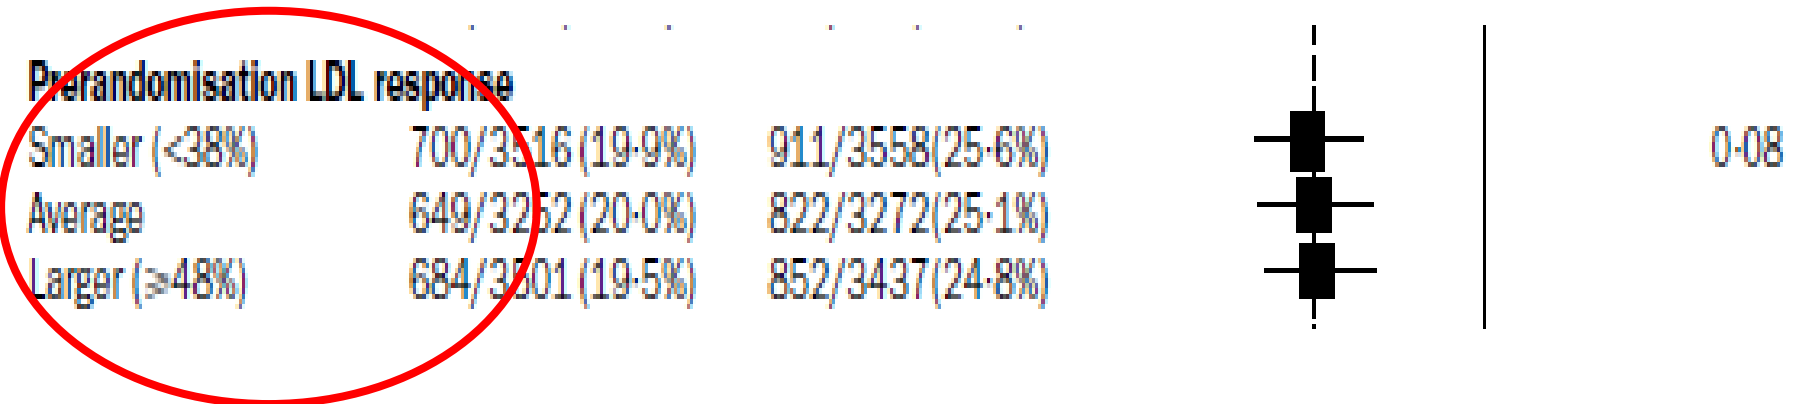 Prerandomisation LDL response
Smaller (<38%) 700/3516 (19·9%) 911/3558(25·6%) 0·08
Average 649/3252 (20·0%) 822/3272(25·1%)
Larger (≥48%) 684/3501 (19·5%) 852/3437(24·8%)